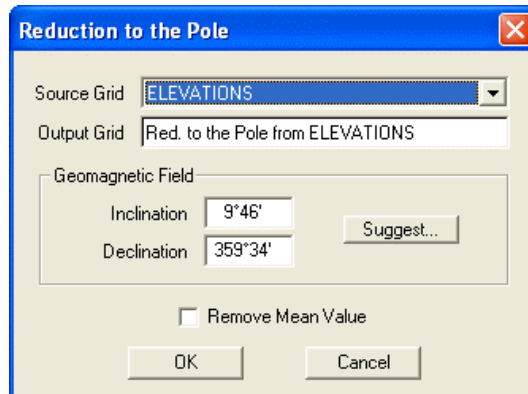 Reduction to the Pole
Source Grid ELEVATIONS
Output Grid Red. to the Pole from ELEVATIONS
Geomagnetic Field
Inclination 9°46'
Suggest...
Declination 359°34'
Remove Mean Value
OK Cancel